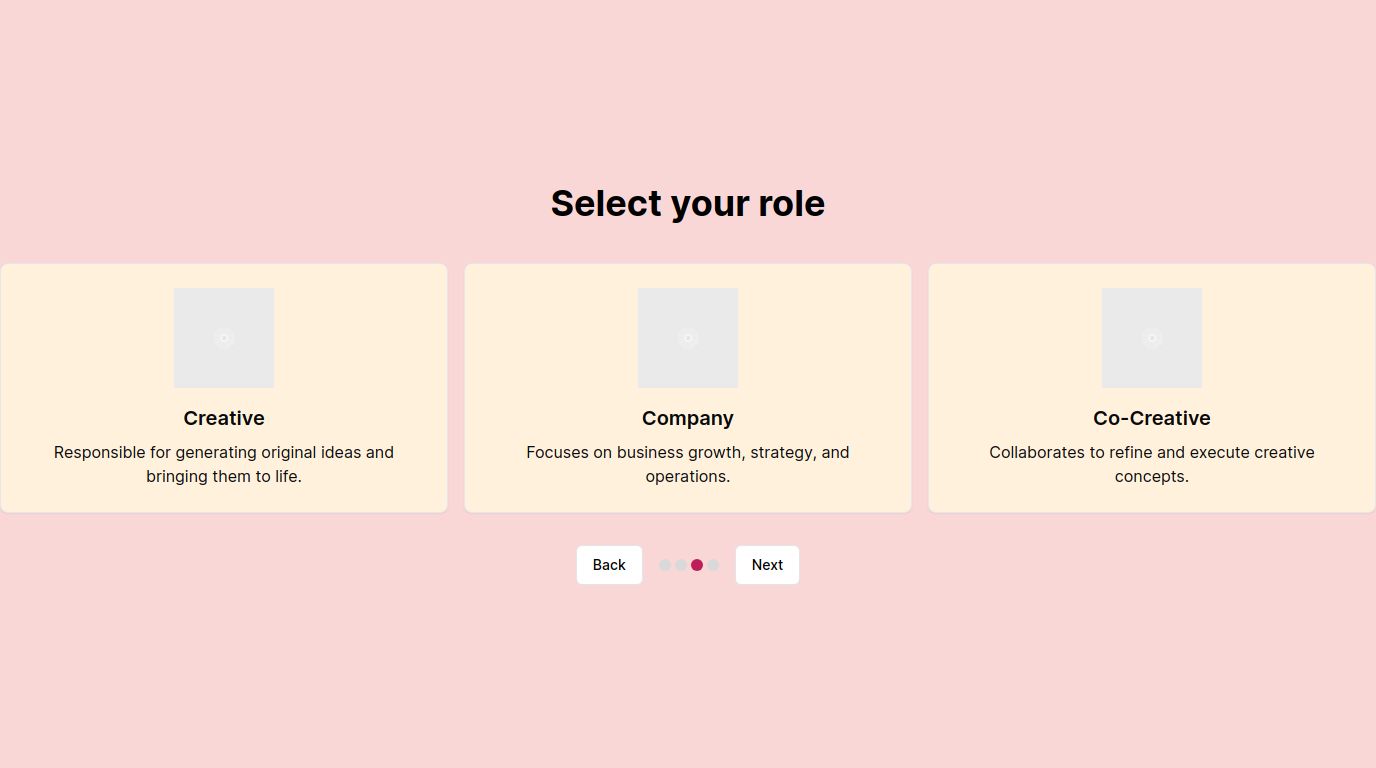 Select your role
Creative
Responsible for generating original ideas and
bringing them to life.
Company
Focuses on business growth, strategy, and
operations.
Co-Creative
Collaborates to refine and execute creative
concepts.
Back
Next